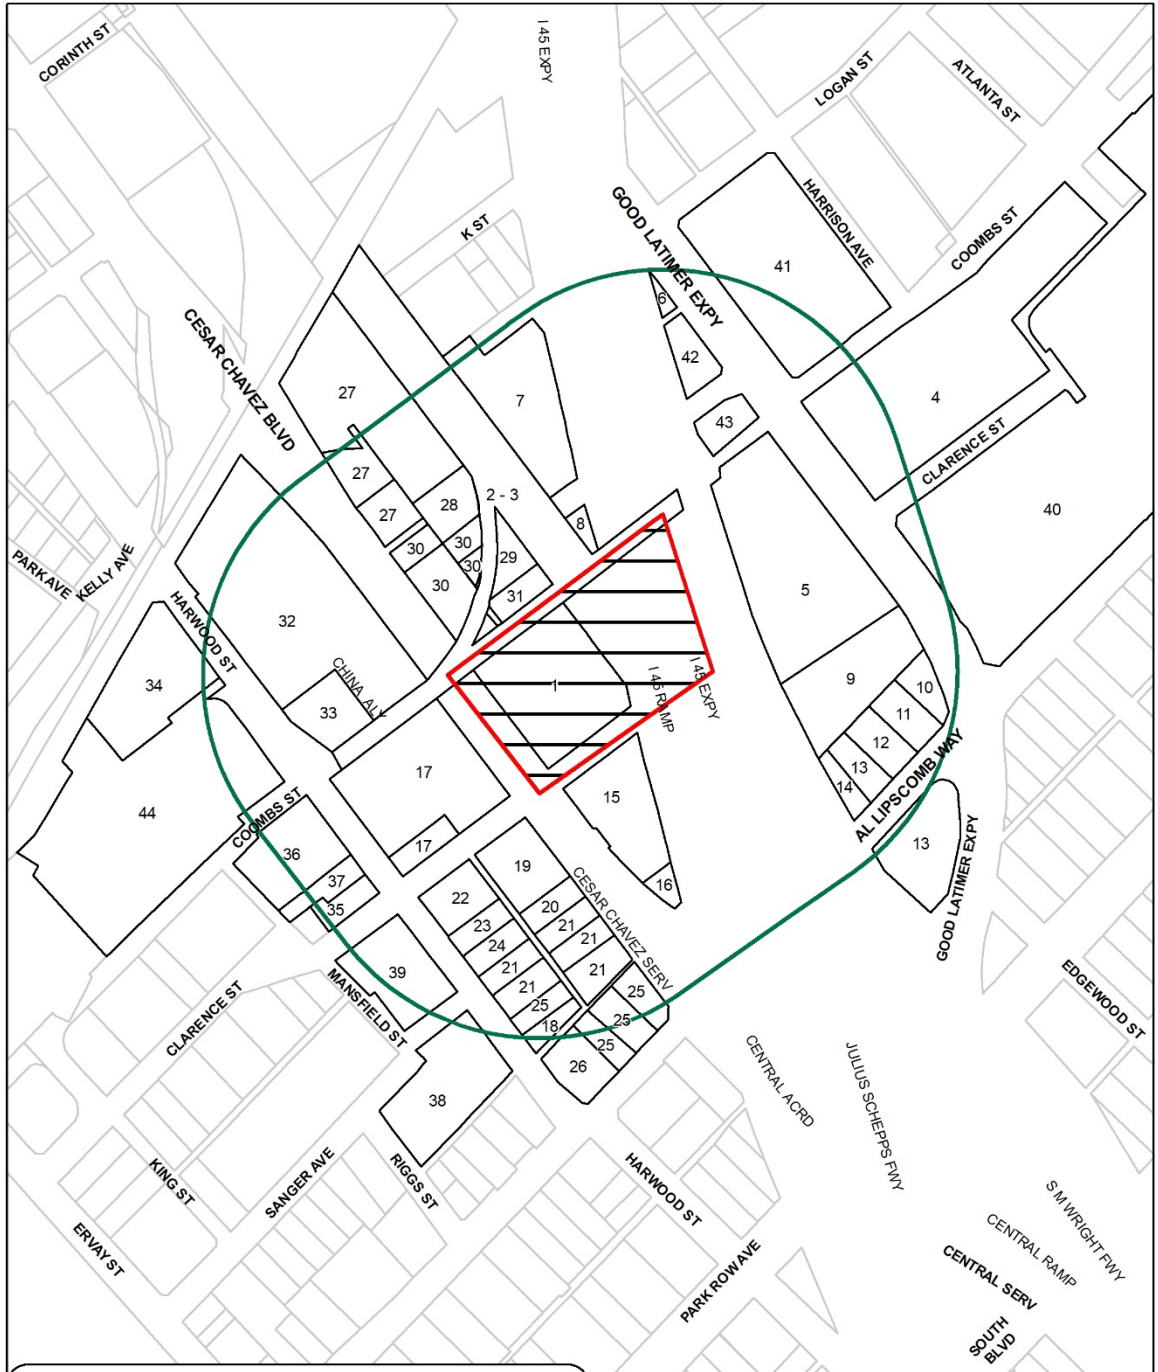 CORINTH ST
I 45 EXPY
LOGAN ST
ATLANTA ST
K ST
GOOD LATIMER EXPY
HARRISON AVE
COOMBS ST
41
6
CESAR CHAVEZ BLVD
42
27
7
4
43
CLARENCE ST
27
2 - 3
28
27
8
40
30
30
29
30
30
31
PARK AVE
KELLY AVE
HARWOOD ST
5
32
CHINA ALY
34
33
1
I 45 RAMP
I 45 EXPY
9
10
11
12
13
14
AL LIPSCOMB WAY
17
15
44
COOMBS ST
36
17
13
37
19
16
35
22
20
CESAR CHAVEZ SERV
GOOD LATIMER EXPY
23
21
24
21
21
21
39
21
25
25
18
25
25
26
MANSFIELD ST
CLARENCE ST
EDGEWOOD ST
38
CENTRAL ACRD
JULIUS SCHEPPS FWY
KING ST
SANGER AVE
RIGGS ST
HARWOOD ST
S M WRIGHT FWY
ERVAY ST
PARK ROW AVE
CENTRAL RAMP
CENTRAL SERV
SOUTH
BLVD